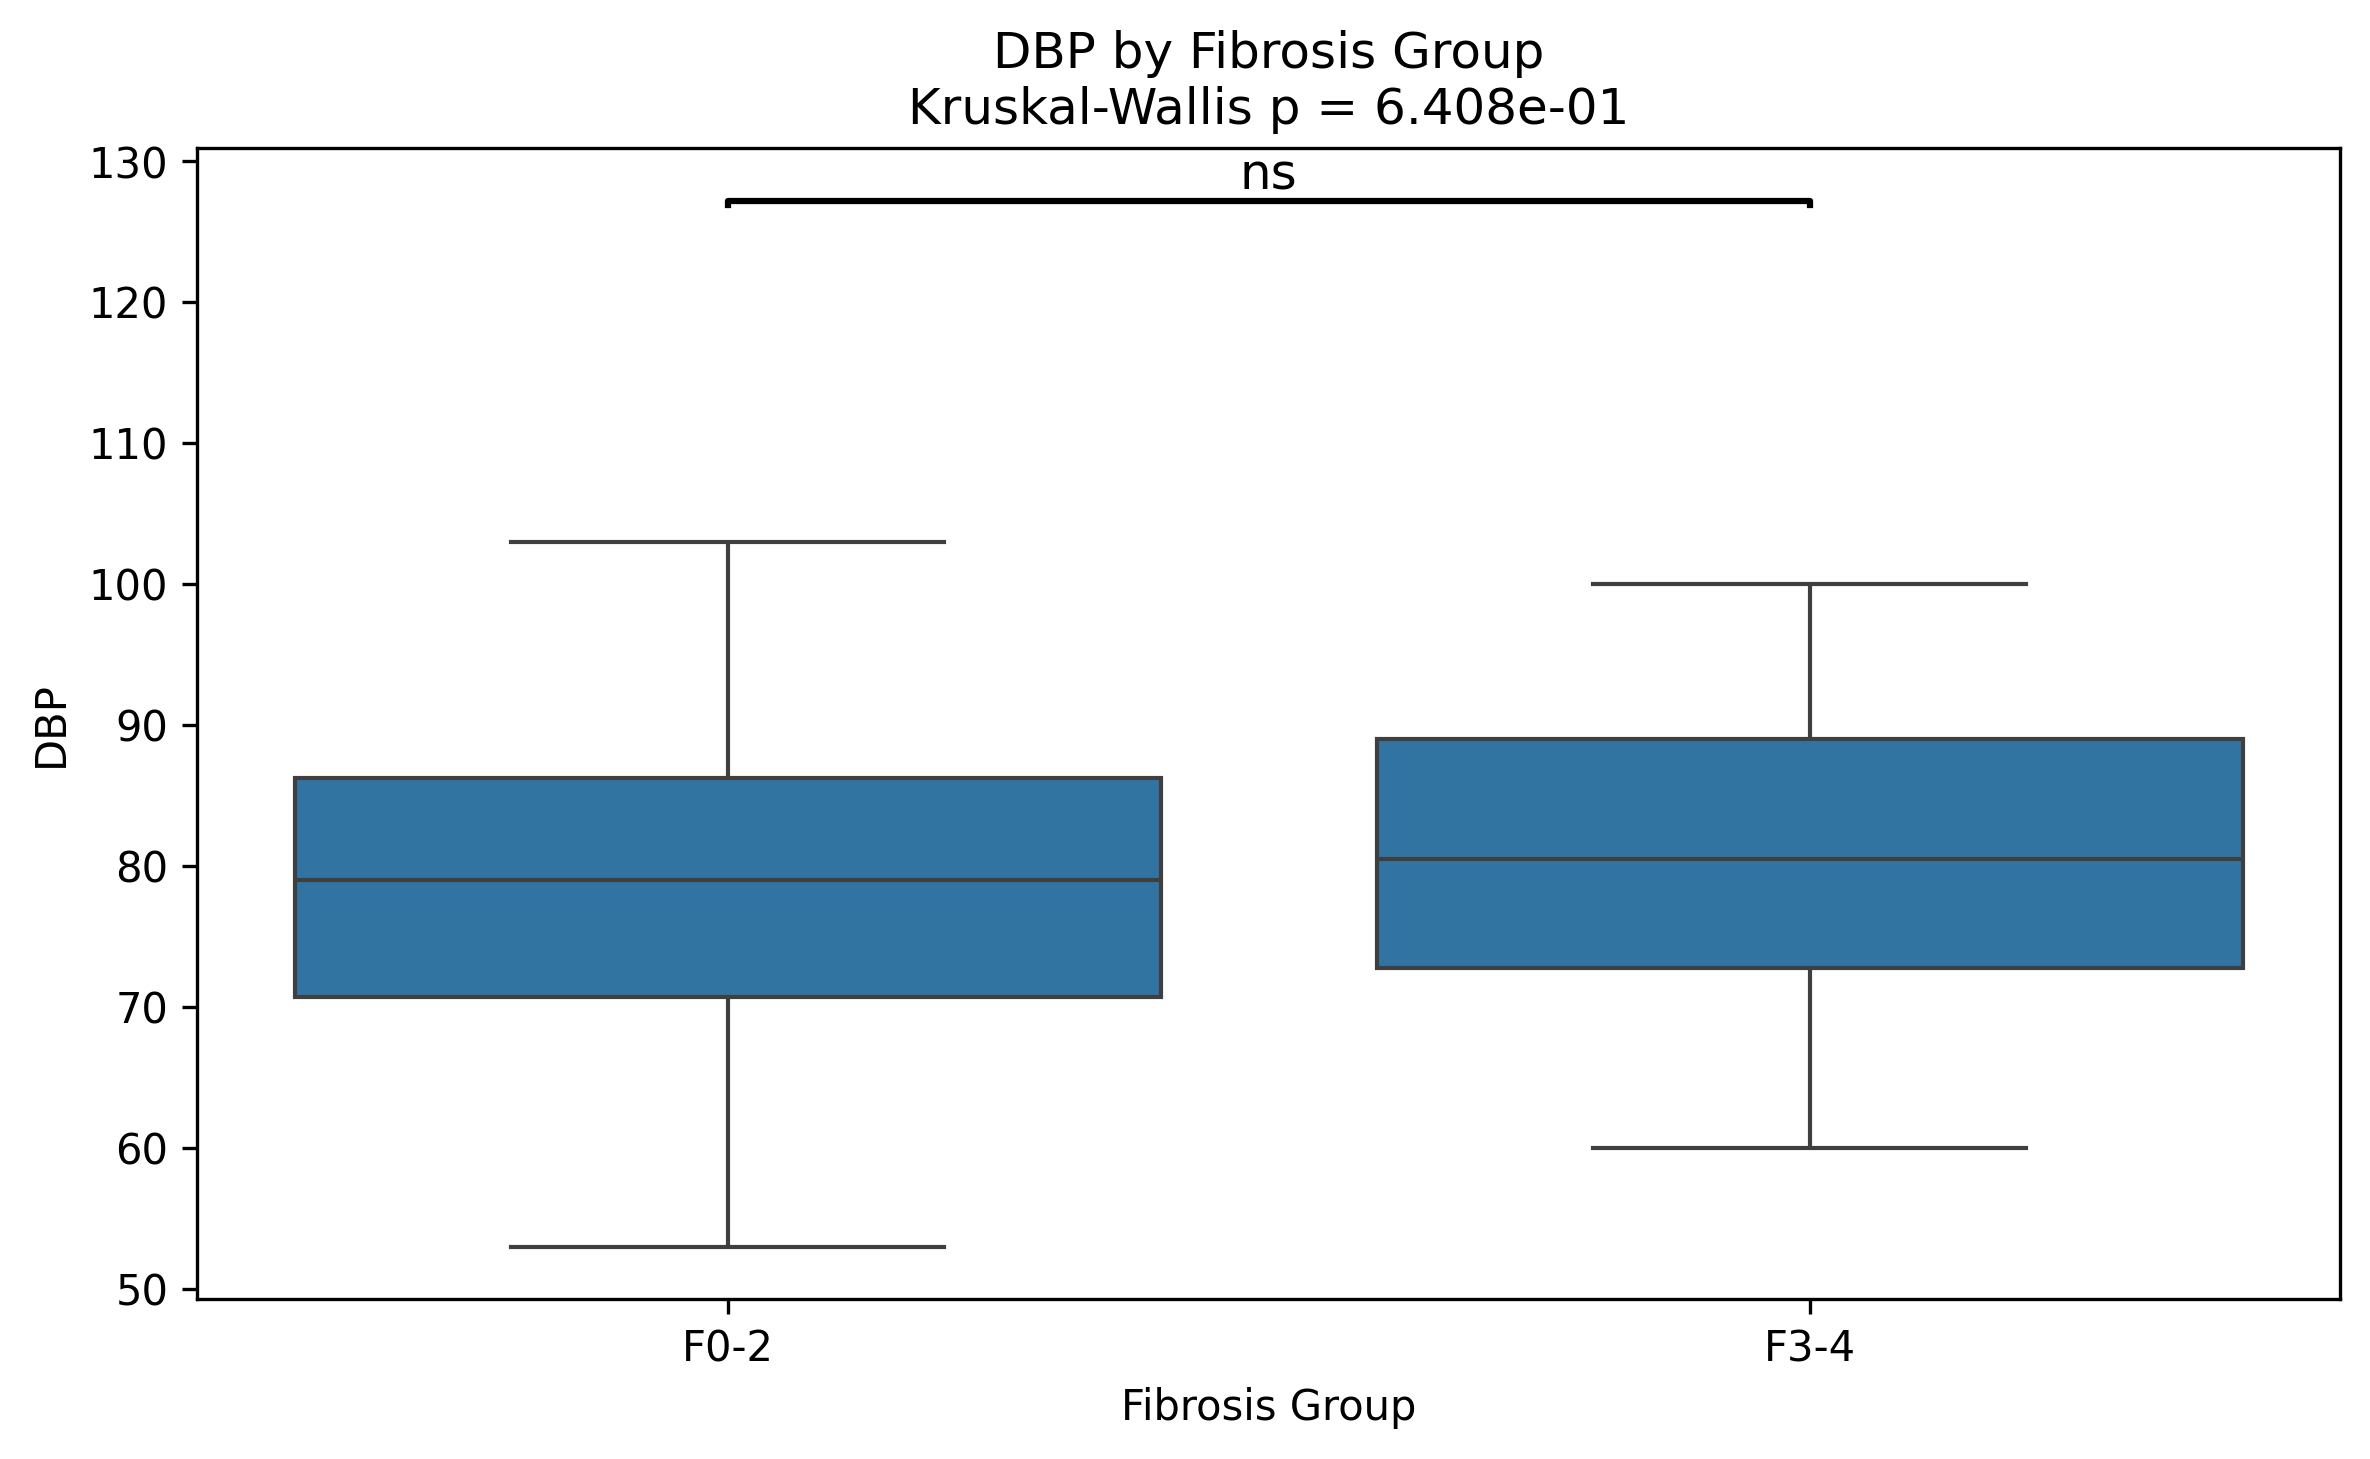 DBP by Fibrosis Group
Kruskal-Wallis p = 6.408e-01
ns
130
120
110
100
90
80
70
60
50
DBP
F0-2
F3-4
Fibrosis Group